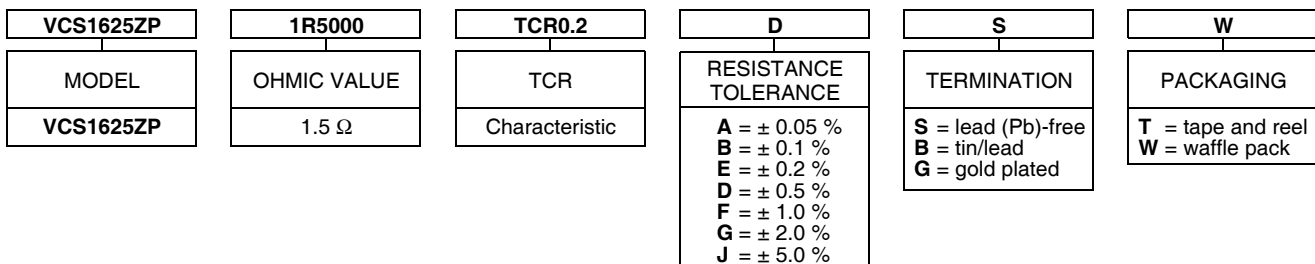 VCS1625ZP
MODEL
VCS1625ZP
1R5000
OHMIC VALUE
1.5 Ω
TCR0.2
TCR
Characteristic
D
RESISTANCE
TOLERANCE
A = ± 0.05 %
B = ± 0.1 %
E = ± 0.2 %
D = ± 0.5 %
F = ± 1.0 %
G = ± 2.0 %
J = ± 5.0 %
S
TERMINATION
S = lead (Pb)-free
B = tin/lead
G = gold plated
W
PACKAGING
T = tape and reel
W = waffle pack